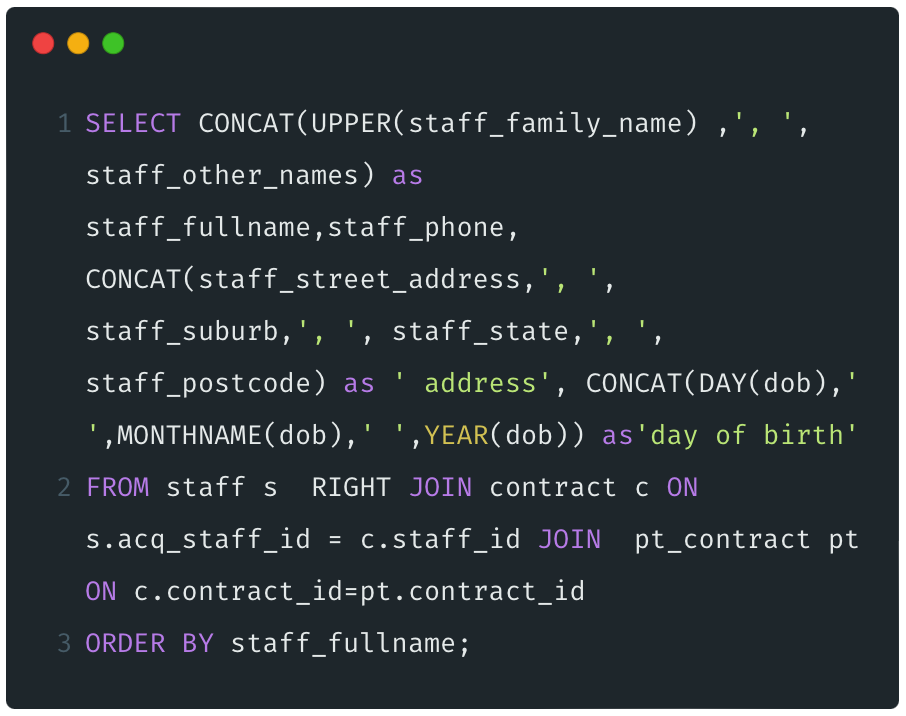 1 SELECT CONCAT(UPPER(staff_family_name) ,', ',
staff_other_names) as
staff_fullname,staff_phone,
CONCAT(staff_street_address,', ',
staff_suburb,', ', staff_state,', ',
staff_postcode) as ' address', CONCAT(DAY(dob),'
',MONTHNAME(dob),' ',YEAR(dob)) as'day of birth'
2 FROM staff s  RIGHT JOIN contract c ON
s.acq_staff_id = c.staff_id JOIN  pt_contract pt
ON c.contract_id=pt.contract_id
3 ORDER BY staff_fullname;